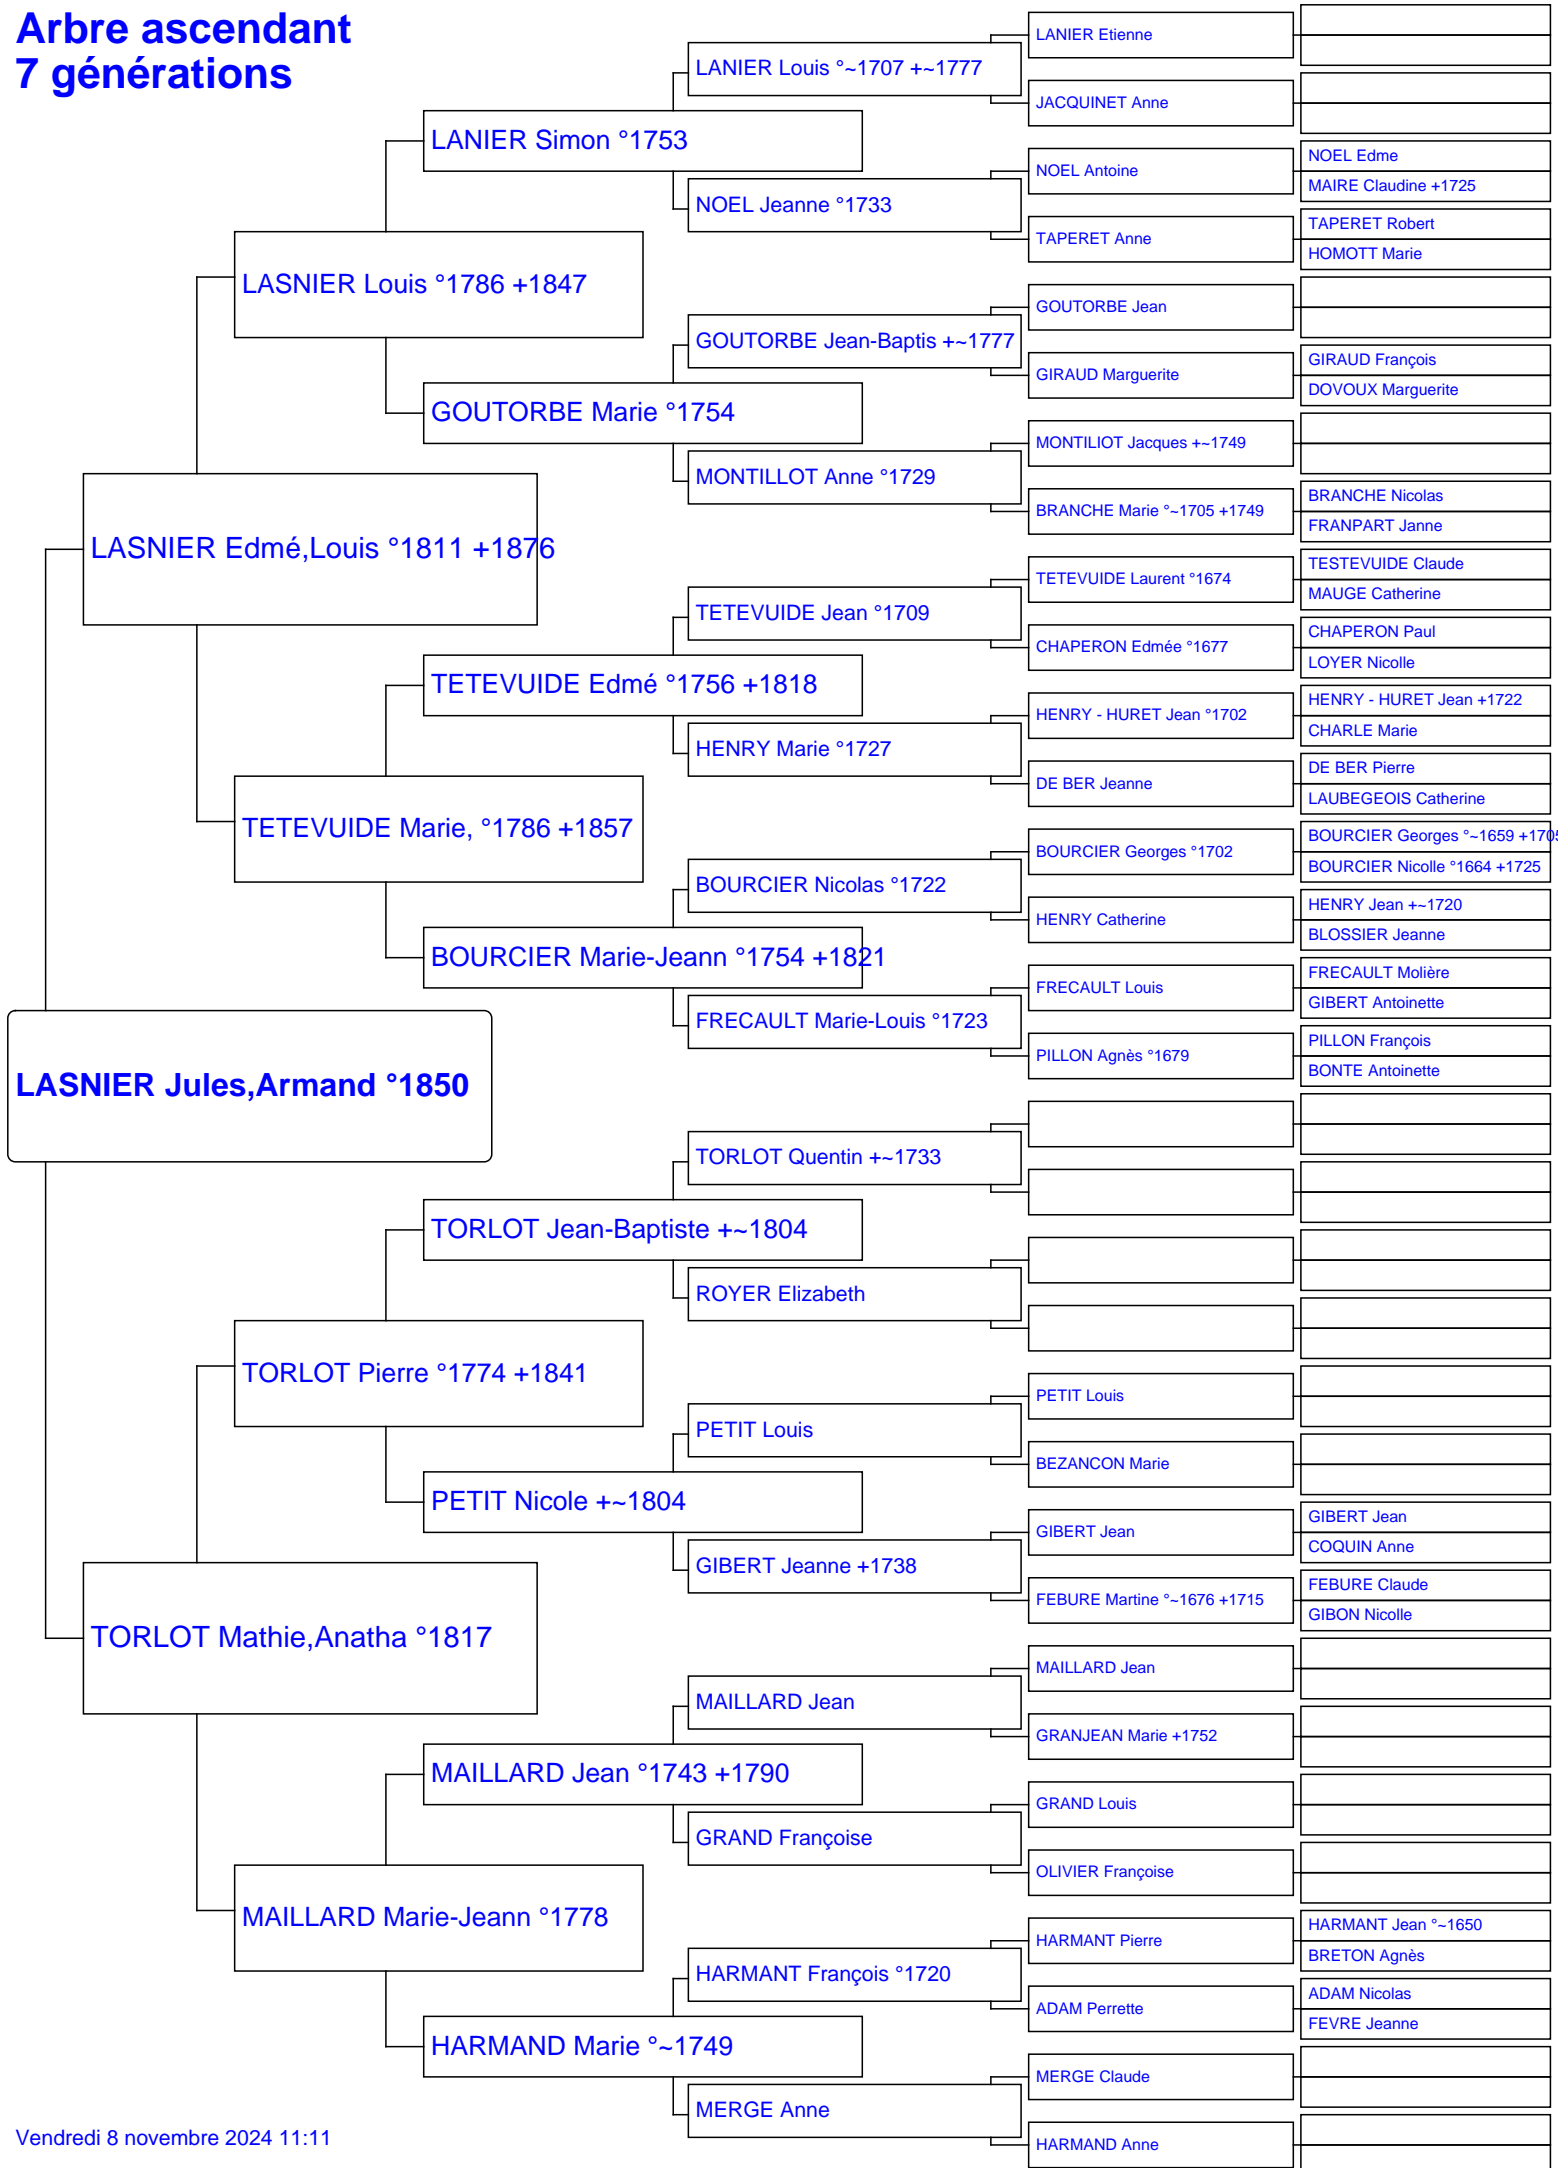 Arbre ascendant
7 générations
LASNIER Jules,Armand °1850
LASNIER Edmé,Louis °1811 +1876
TORLOT Mathie,Anatha °1817
LASNIER Louis °1786 +1847
TETEVUIDE Marie, °1786 +1857
TORLOT Pierre °1774 +1841
MAILLARD Marie-Jeann °1778
LANIER Simon °1753
GOUTORBE Marie °1754
TETEVUIDE Edmé °1756 +1818
BOURCIER Marie-Jeann °1754 +1821
TORLOT Jean-Baptiste +~1804
PETIT Nicole +~1804
MAILLARD Jean °1743 +1790
HARMAND Marie °~1749
LANIER Louis °~1707 +~1777
NOEL Jeanne °1733
GOUTORBE Jean-Baptis +~1777
MONTILLOT Anne °1729
TETEVUIDE Jean °1709
HENRY Marie °1727
BOURCIER Nicolas °1722
FRECAULT Marie-Louis °1723
TORLOT Quentin +~1733
ROYER Elizabeth
PETIT Louis
GIBERT Jeanne +1738
MAILLARD Jean
GRAND Françoise
HARMANT François °1720
MERGE Anne
LANIER Etienne
JACQUINET Anne
NOEL Antoine
TAPERET Anne
GOUTORBE Jean
GIRAUD Marguerite
MONTILIOT Jacques +~1749
BRANCHE Marie °~1705 +1749
TETEVUIDE Laurent °1674
CHAPERON Edmée °1677
HENRY - HURET Jean °1702
DE BER Jeanne
BOURCIER Georges °1702
HENRY Catherine
FRECAULT Louis
PILLON Agnès °1679
PETIT Louis
BEZANCON Marie
GIBERT Jean
FEBURE Martine °~1676 +1715
MAILLARD Jean
GRANJEAN Marie +1752
GRAND Louis
OLIVIER Françoise
HARMANT Pierre
ADAM Perrette
MERGE Claude
HARMAND Anne
NOEL Edme
MAIRE Claudine +1725
TAPERET Robert
HOMOTT Marie
GIRAUD François
DOVOUX Marguerite
BRANCHE Nicolas
FRANPART Janne
TESTEVUIDE Claude
MAUGE Catherine
CHAPERON Paul
LOYER Nicolle
HENRY - HURET Jean +1722
CHARLE Marie
DE BER Pierre
LAUBEGEOIS Catherine
BOURCIER Georges °~1659 +1705
BOURCIER Nicolle °1664 +1725
HENRY Jean +~1720
BLOSSIER Jeanne
FRECAULT Molière
GIBERT Antoinette
PILLON François
BONTE Antoinette
GIBERT Jean
COQUIN Anne
FEBURE Claude
GIBON Nicolle
HARMANT Jean °~1650
BRETON Agnès
ADAM Nicolas
FEVRE Jeanne
Vendredi 8 novembre 2024 11:11